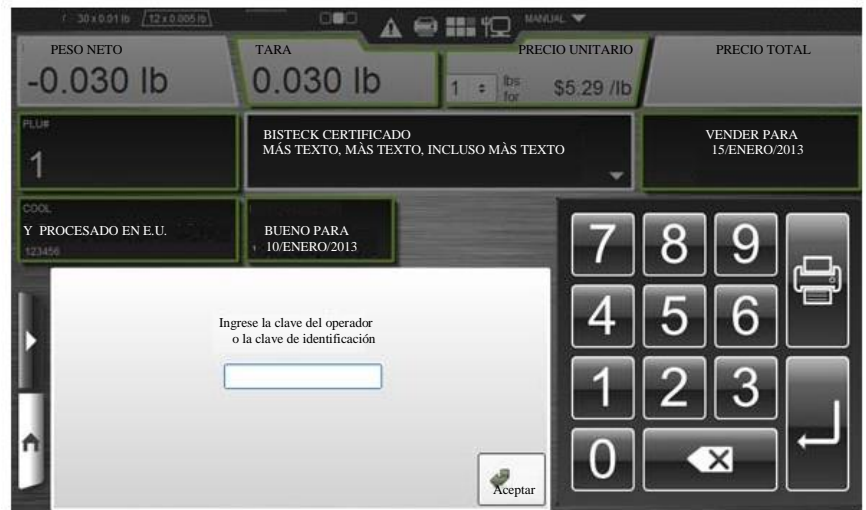 30 x 0.01 lb 12 x 0.005 lb MANUAL
PESO NETO
-0.030 lb
TARA
0.030 lb
PRECIO UNITARIO
1 lbs for $5.29 /lb
PRECIO TOTAL
PLU#
1
BISTECK CERTIFICADO
MÁS TEXTO, MÀS TEXTO, INCLUSO MÀS TEXTO
VENDER PARA
15/ENERO/2013
COOL
Y PROCESADO EN E.U.
123456
BUENO PARA
10/ENERO/2013
Ingrese la clave del operador
o la clave de identificación
Aceptar
7 8 9
4 5 6
1 2 3
0